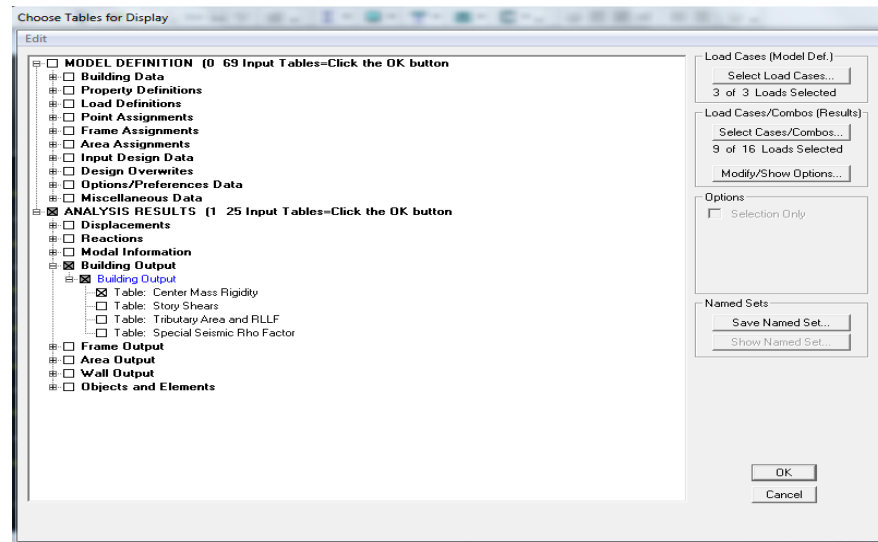 Choose Tables for Display
Edit
MODEL DEFINITION (0 69 Input Tables=Click the OK button
Building Data
Property Definitions
Load Definitions
Point Assignments
Frame Assignments
Area Assignments
Input Design Data
Design Overwrites
Options/Preferences Data
Miscellaneous Data
ANALYSIS RESULTS (1 25 Input Tables=Click the OK button
Displacements
Reactions
Modal Information
Building Output
Building Output
Table: Center Mass Rigidity
Table: Story Shears
Table: Tributary Area and RLLF
Table: Special Seismic Rho Factor
Frame Output
Area Output
Wall Output
Objects and Elements
Load Cases (Model Def.)
Select Load Cases...
3 of 3 Loads Selected
Load Cases/Combos (Results)
Select Cases/Combos...
9 of 16 Loads Selected
Modify/Show Options...
Options
Selection Only
Named Sets
Save Named Set...
Show Named Set...
OK
Cancel